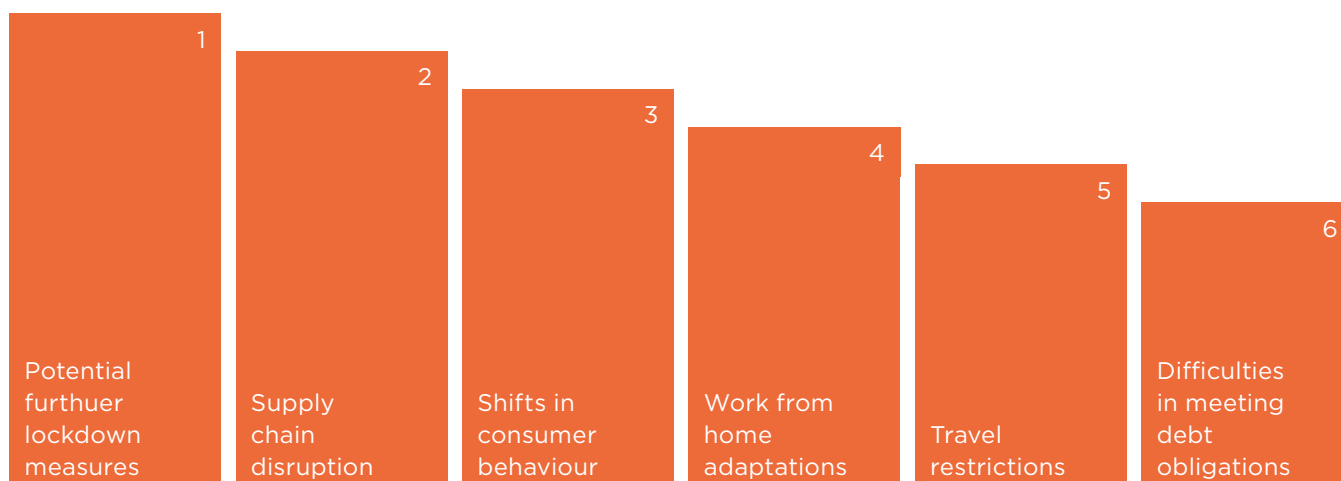 1
Potential
furthuer
lockdown
measures
2
Supply
chain
disruption
3
Shifts in
consumer
behaviour
4
Work from
home
adaptations
5
Travel
restrictions
6
Difficulties
in meeting
debt
obligations